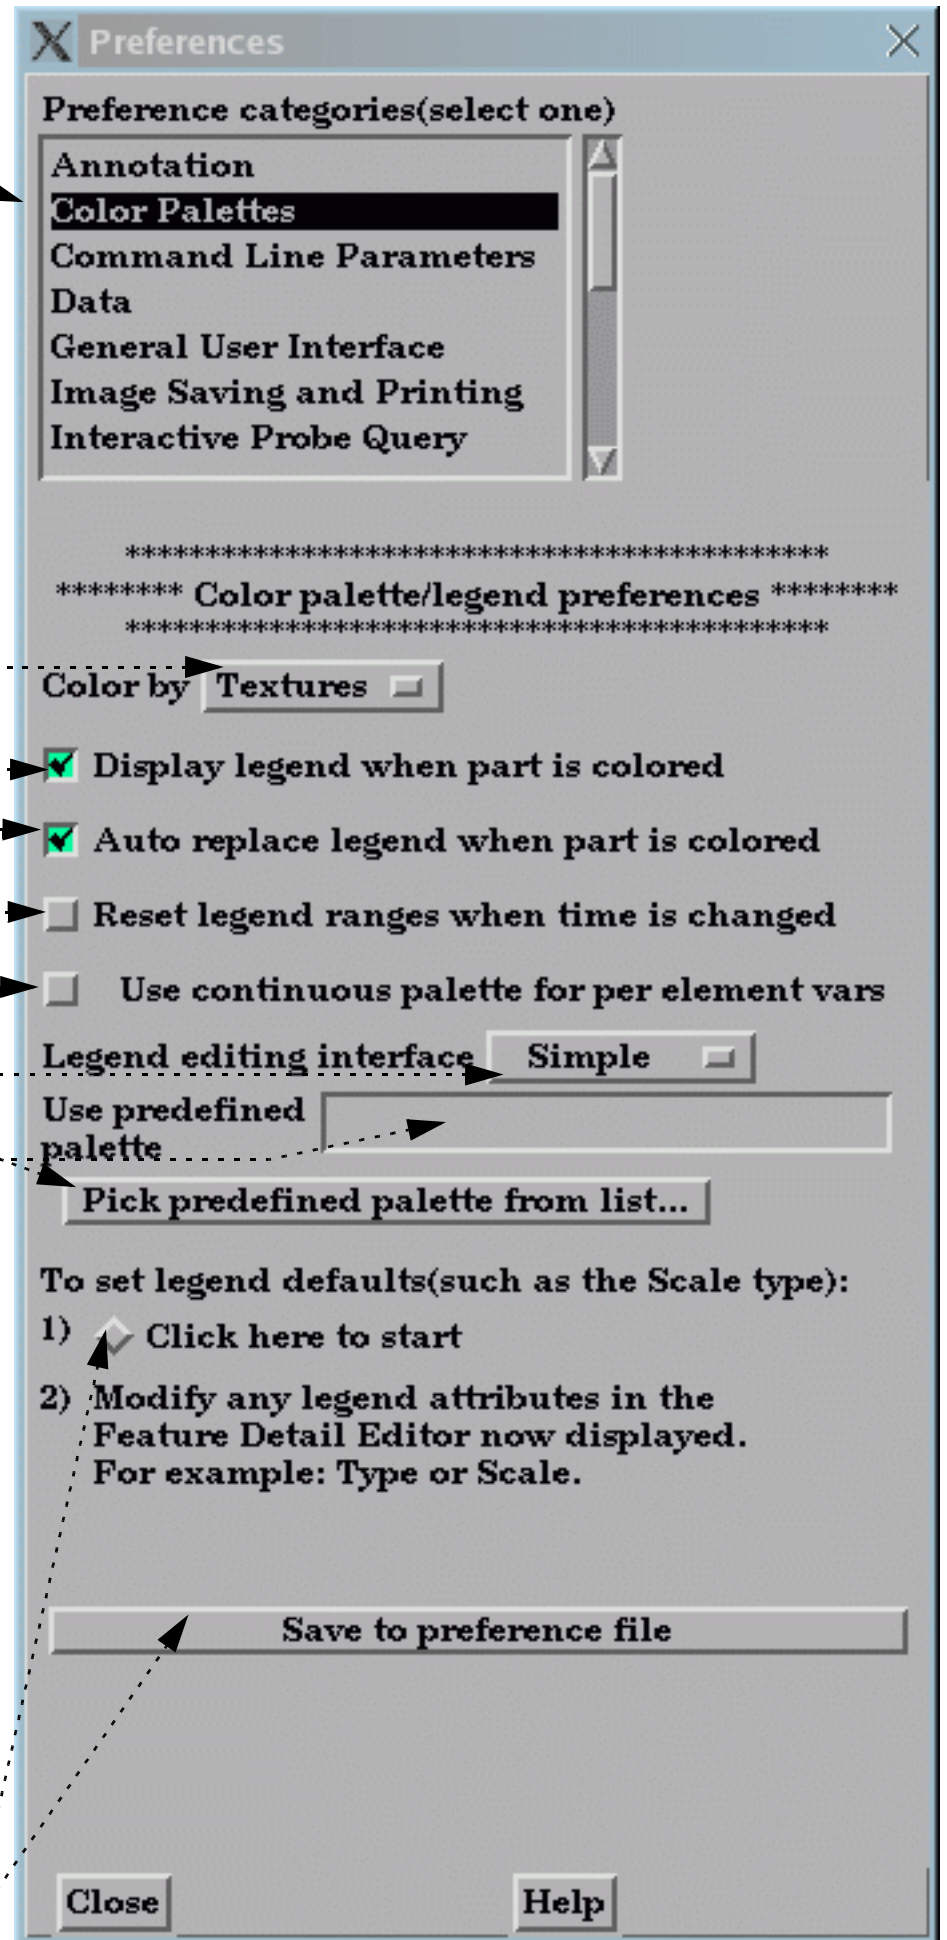 Preferences
Preference categories(select one)
Annotation
Color Palettes
Command Line Parameters
Data
General User Interface
Image Saving and Printing
Interactive Probe Query
********************************************
******** Color palette/legend preferences ********
********************************************
Color by Textures
Display legend when part is colored
Auto replace legend when part is colored
Reset legend ranges when time is changed
Use continuous palette for per element vars
Legend editing interface Simple
Use predefined
palette
Pick predefined palette from list...
To set legend defaults(such as the Scale type):
1) Click here to start
2) Modify any legend attributes in the
Feature Detail Editor now displayed.
For example: Type or Scale.
Save to preference file
Close Help